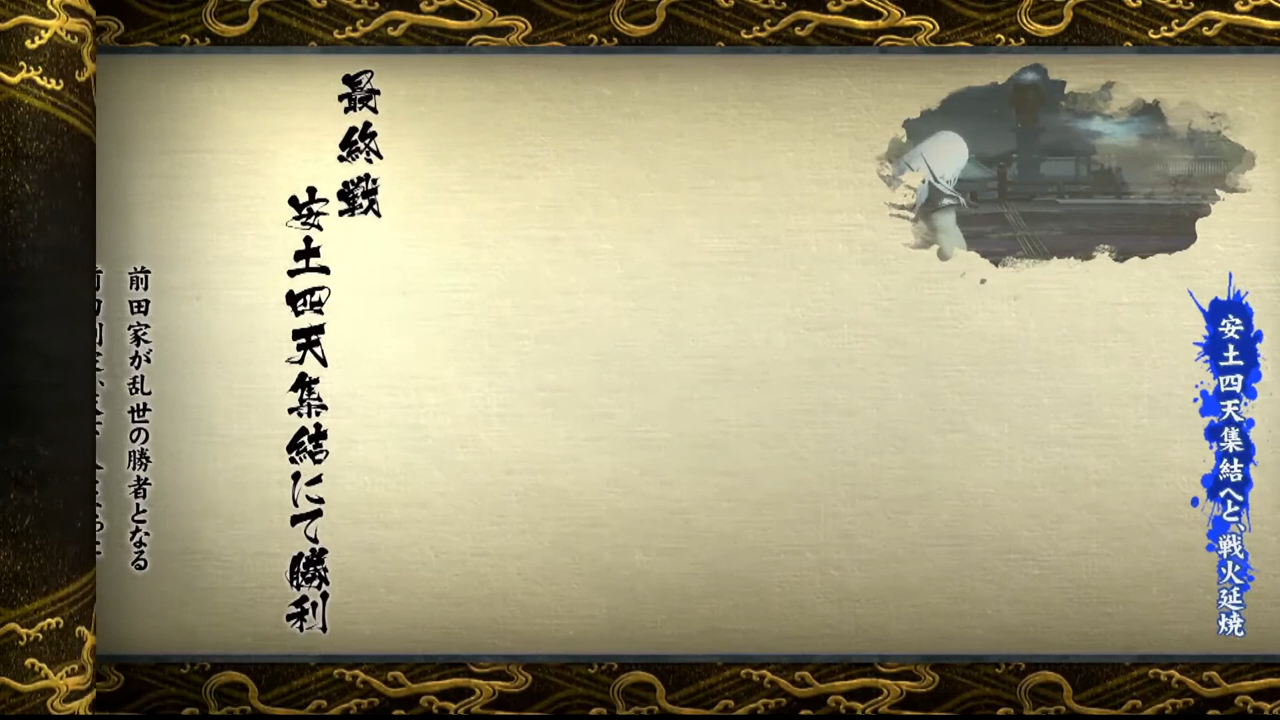 安土四天集結へと、戦火延焼
最終戦
安土四天集結にて勝利
前田家が乱世の勝者となる